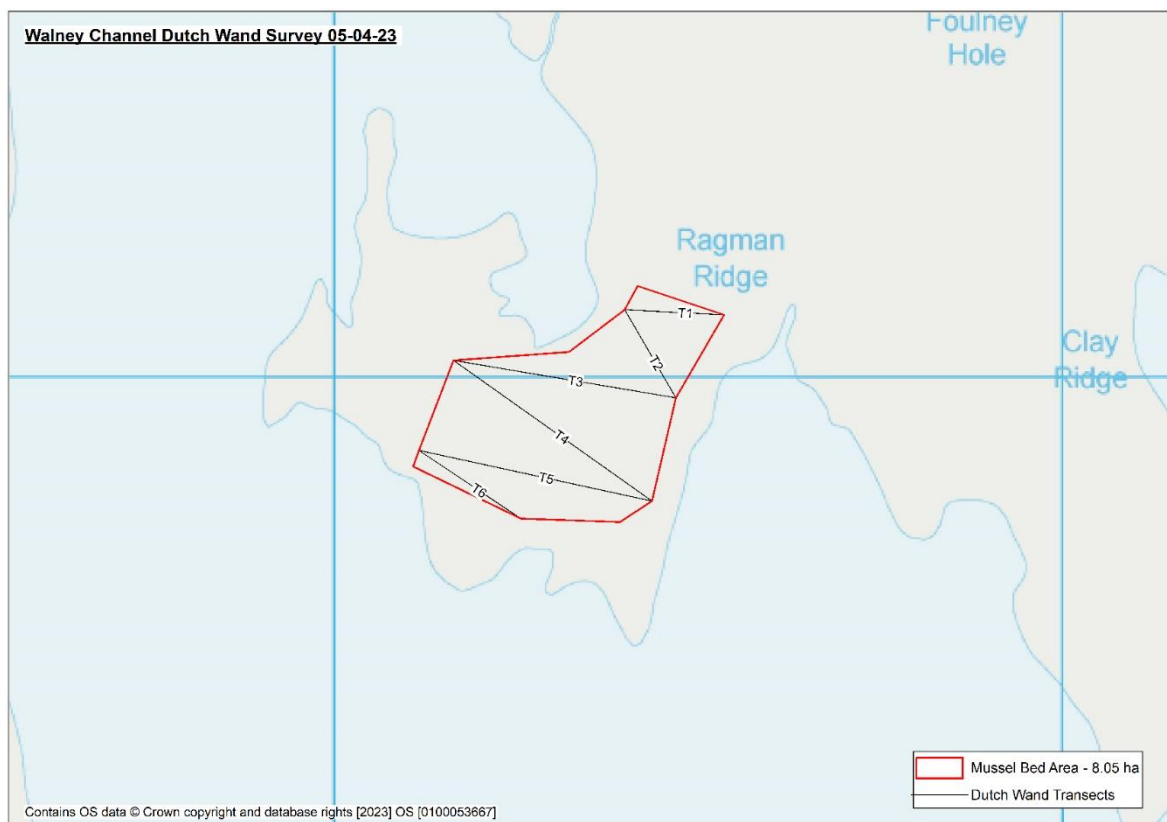 Walney Channel Dutch Wand Survey 05-04-23
Foulney
Hole
Ragman
Ridge
T1
T2
Clay
Ridge
T3
T4
T5
T6
Mussel Bed Area - 8.05 ha
Dutch Wand Transects
Contains OS data © Crown copyright and database rights [2023] OS [0100053667]